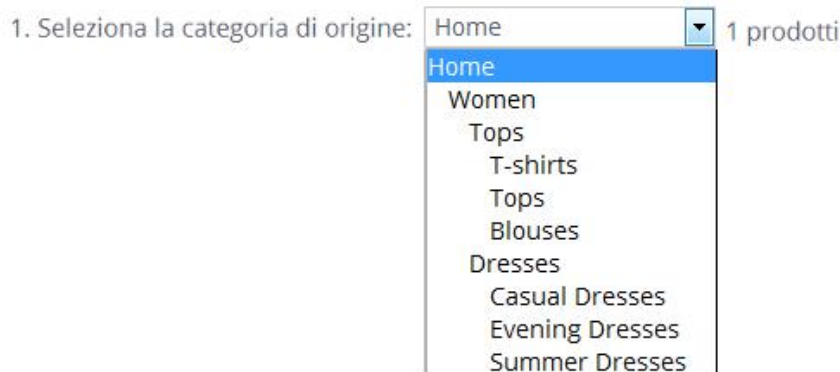 1. Seleziona la categoria di origine: Home 1 prodotti
Home
Women
Tops
T-shirts
Tops
Blouses
Dresses
Casual Dresses
Evening Dresses
Summer Dresses